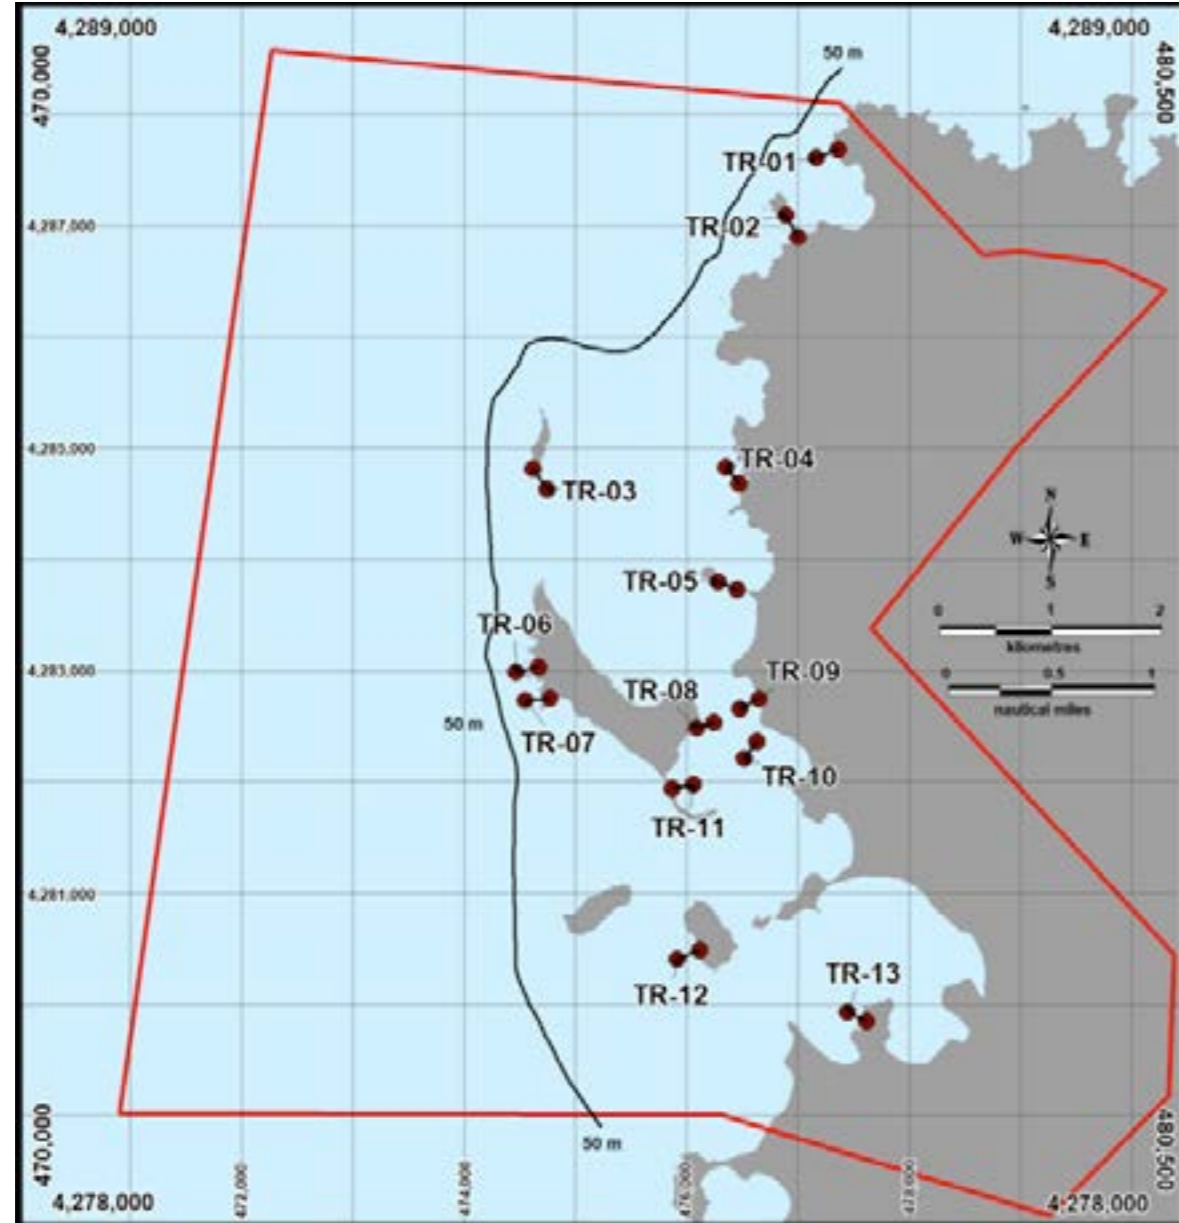 4,289,000
4,289,000
470,000
480,500
50 m
TR-01
TR-02
4,287,000
4,285,000
TR-04
TR-03
N
W
E
S
TR-05
0 1 2
kilometres
TR-06
4,283,000
TR-09
0 0.5 1
nautical miles
TR-08
50 m
TR-07
TR-10
TR-11
4,281,000
TR-13
TR-12
50 m
470,000
480,500
472,000
474,000
476,000
478,000
4,278,000
4,278,000